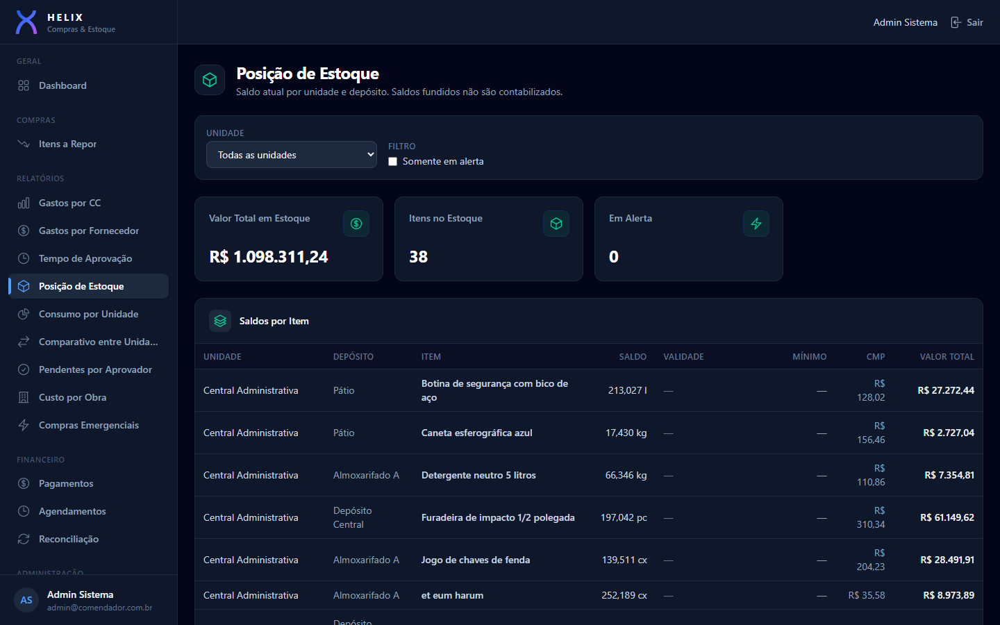 HELIX
Compras & Estoque
Admin Sistema
Sair
GERAL
Dashboard
COMPRAS
Itens a Repor
RELATÓRIOS
Gastos por CC
Gastos por Fornecedor
Tempo de Aprovação
Posição de Estoque
Consumo por Unidade
Comparativo entre Unida...
Pendentes por Aprovador
Custo por Obra
Compras Emergenciais
FINANCEIRO
Pagamentos
Agendamentos
Reconciliação
ADMINISTRAÇÃO
AS
Admin Sistema
admin@comendador.com.br
Posição de Estoque
Saldo atual por unidade e depósito. Saldos fundidos não são contabilizados.
UNIDADE
Todas as unidades
FILTRO
Somente em alerta
Valor Total em Estoque
R$ 1.098.311,24
Itens no Estoque
38
Em Alerta
0
Saldos por Item
UNIDADE DEPÓSITO ITEM SALDO VALIDADE MÍNIMO CMP VALOR TOTAL
Central Administrativa Pátio Botina de segurança com bico de aço 213,027 l — — R$ 128,02 R$ 27.272,44
Central Administrativa Pátio Caneta esferográfica azul 17,430 kg — — R$ 156,46 R$ 2.727,04
Central Administrativa Almoxarifado A Detergente neutro 5 litros 66,346 kg — — R$ 110,86 R$ 7.354,81
Central Administrativa Depósito Central Furadeira de impacto 1/2 polegada 197,042 pc — — R$ 310,34 R$ 61.149,62
Central Administrativa Almoxarifado A Jogo de chaves de fenda 139,511 cx — — R$ 204,23 R$ 28.491,91
Central Administrativa Almoxarifado A et eum harum 252,189 cx — — R$ 35,58 R$ 8.973,89
Depósito